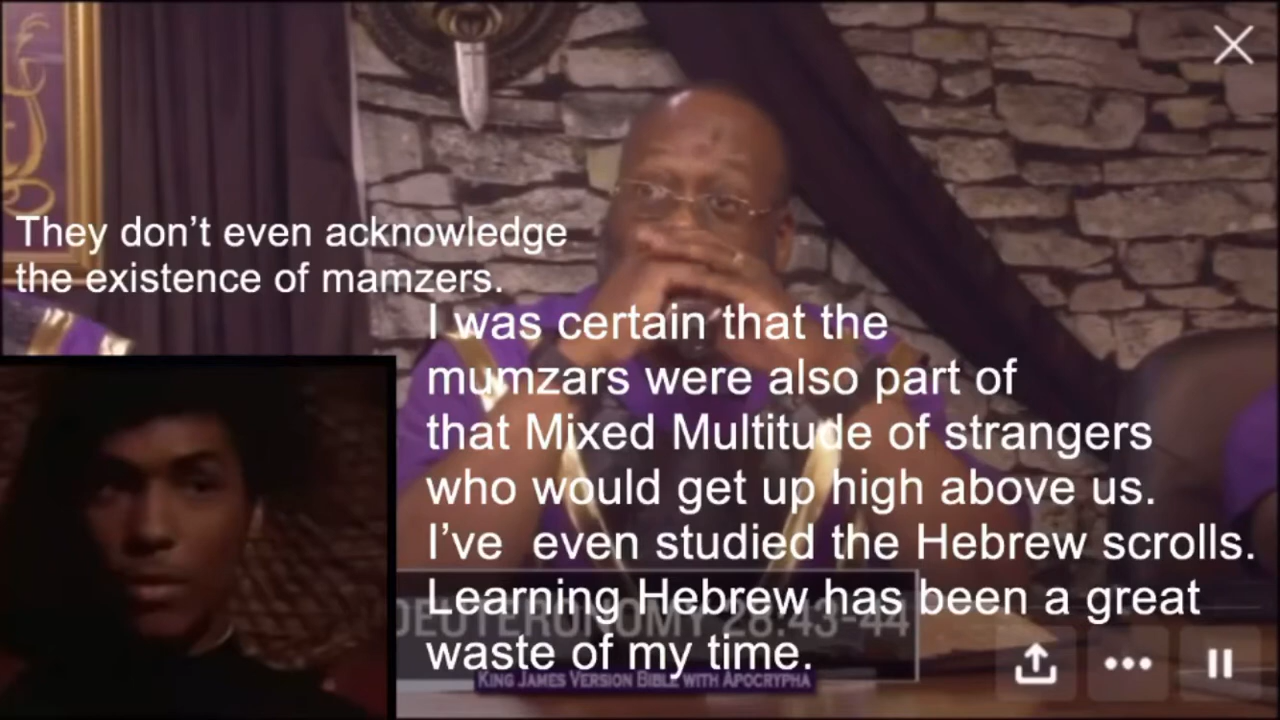 They don't even acknowledge
the existence of mamzers.
I was certain that the
mumzars were also part of
that Mixed Multitude of strangers
who would get up high above us.
I've even studied the Hebrew scrolls.
Learning Hebrew has been a great
waste of my time.
DEUTERONOMY 28:43-44
KING JAMES VERSION BIBLE WITH APOCRYPHA